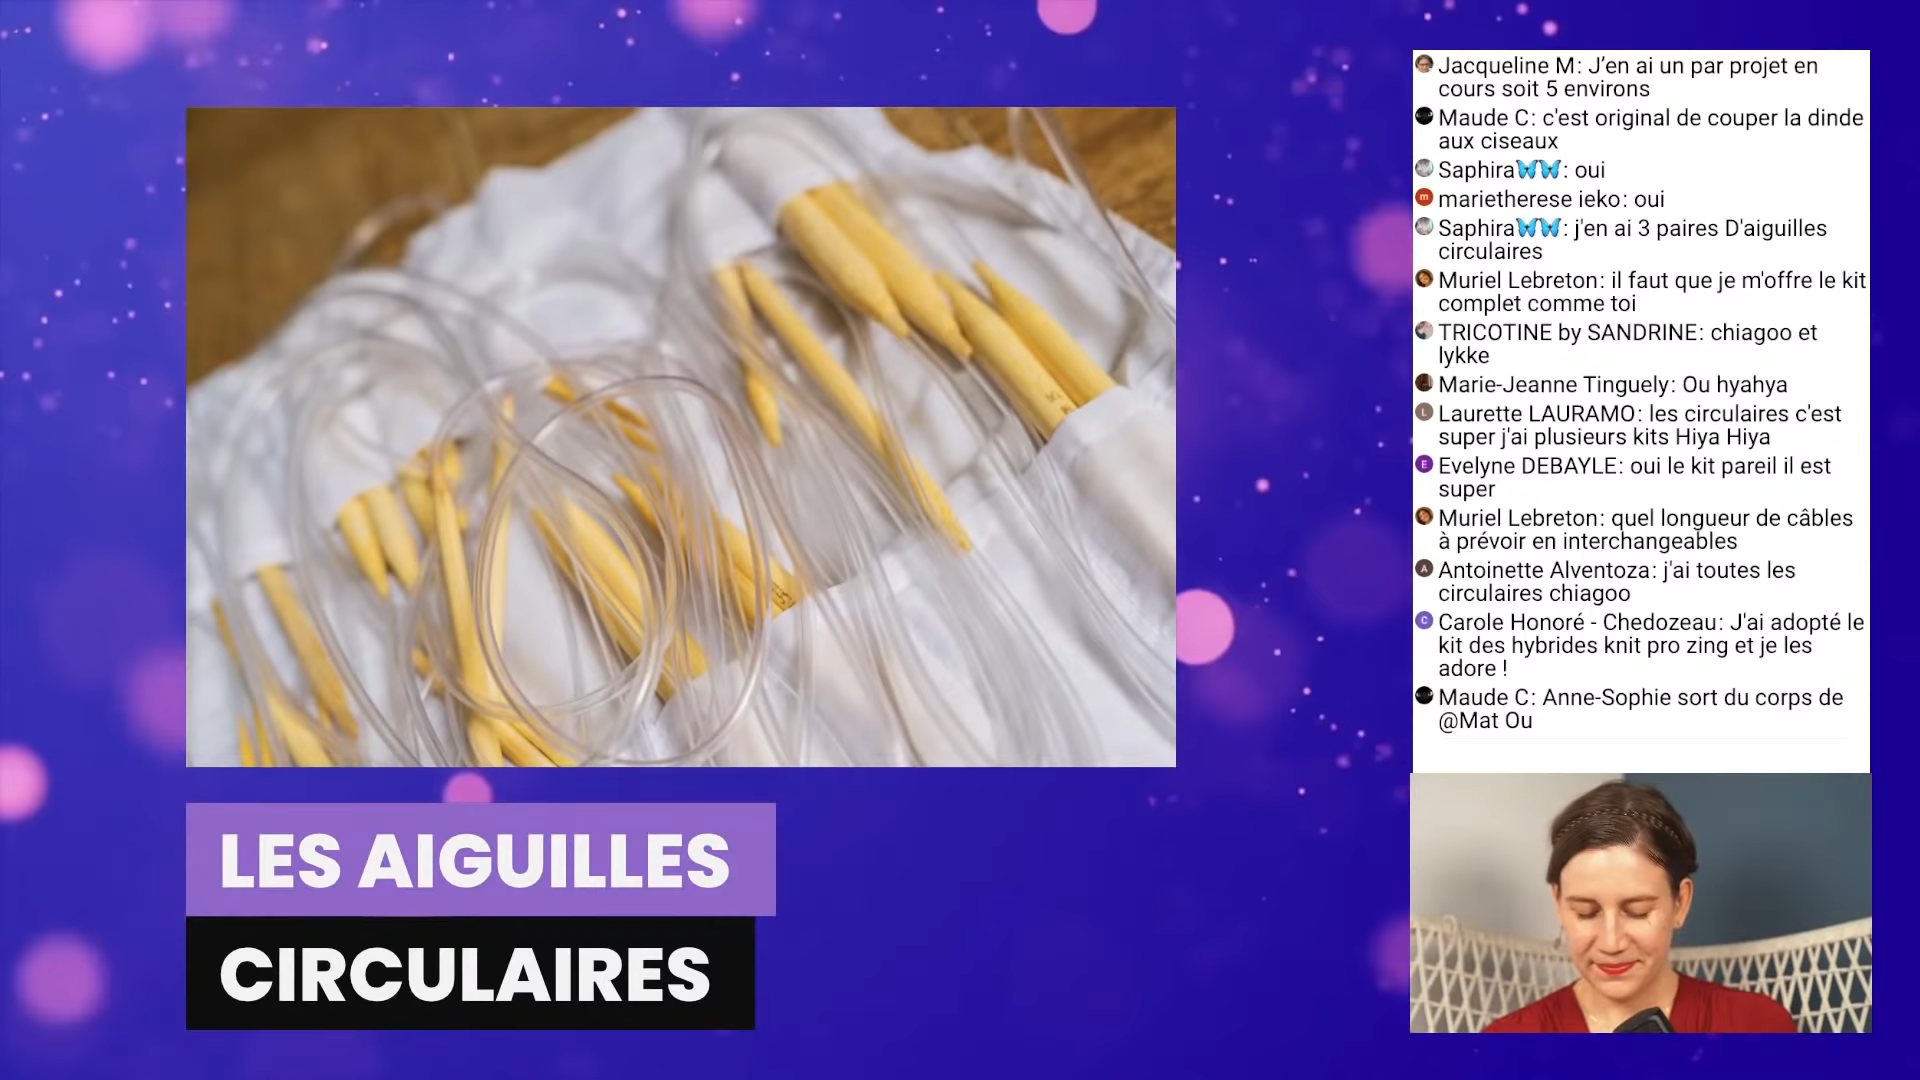 Jacqueline M: J’en ai un par projet en
cours soit 5 environs
Maude C: c'est original de couper la dinde
aux ciseaux
Saphira🦋🦋: oui
m marietherese ieko: oui
Saphira🦋🦋: j'en ai 3 paires D'aiguilles
circulaires
Muriel Lebreton: il faut que je m'offre le kit
complet comme toi
TRICOTINE by SANDRINE: chiagoo et
lykke
Marie-Jeanne Tinguely: Ou hyahya
L Laurette LAURAMO: les circulaires c'est
super j'ai plusieurs kits Hiya Hiya
E Evelyne DEBAYLE: oui le kit pareil il est
super
Muriel Lebreton: quel longueur de câbles
à prévoir en interchangeables
A Antoinette Alventoza: j'ai toutes les
circulaires chiagoo
C Carole Honoré - Chedozeau: J'ai adopté le
kit des hybrides knit pro zing et je les
adore !
Maude C: Anne-Sophie sort du corps de
@Mat Ou
LES AIGUILLES
CIRCULAIRES